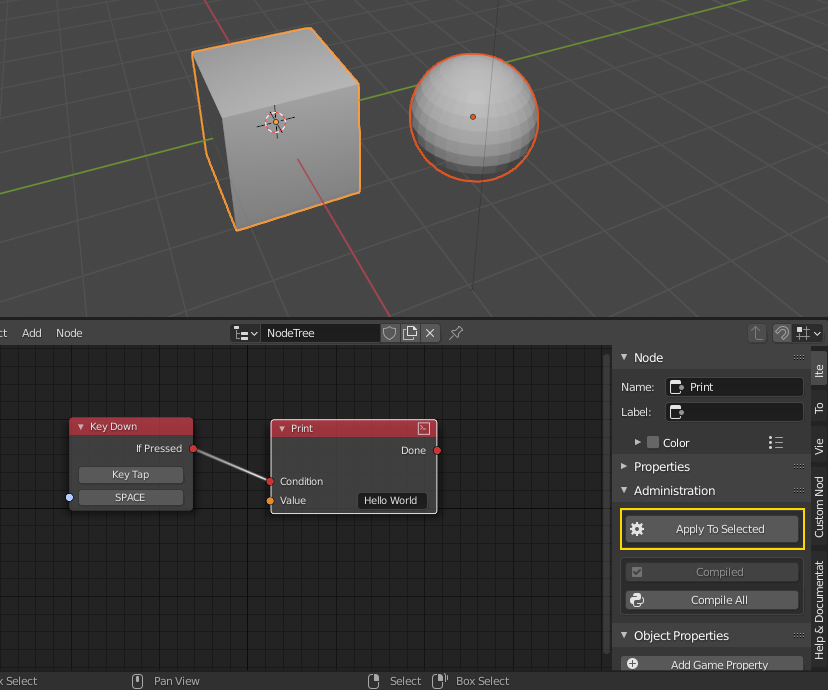 ct Add Node NodeTree
Node
Name: Print
Label:
Color
Properties
Administration
Apply To Selected
Compiled
Compile All
Object Properties
Add Game Property
Ite
To
Vie
Custom Nod
Help & Documentat
Key Down
If Pressed
Key Tap
SPACE
Print
Done
Condition
Value Hello World
x Select Pan View Select Box Select